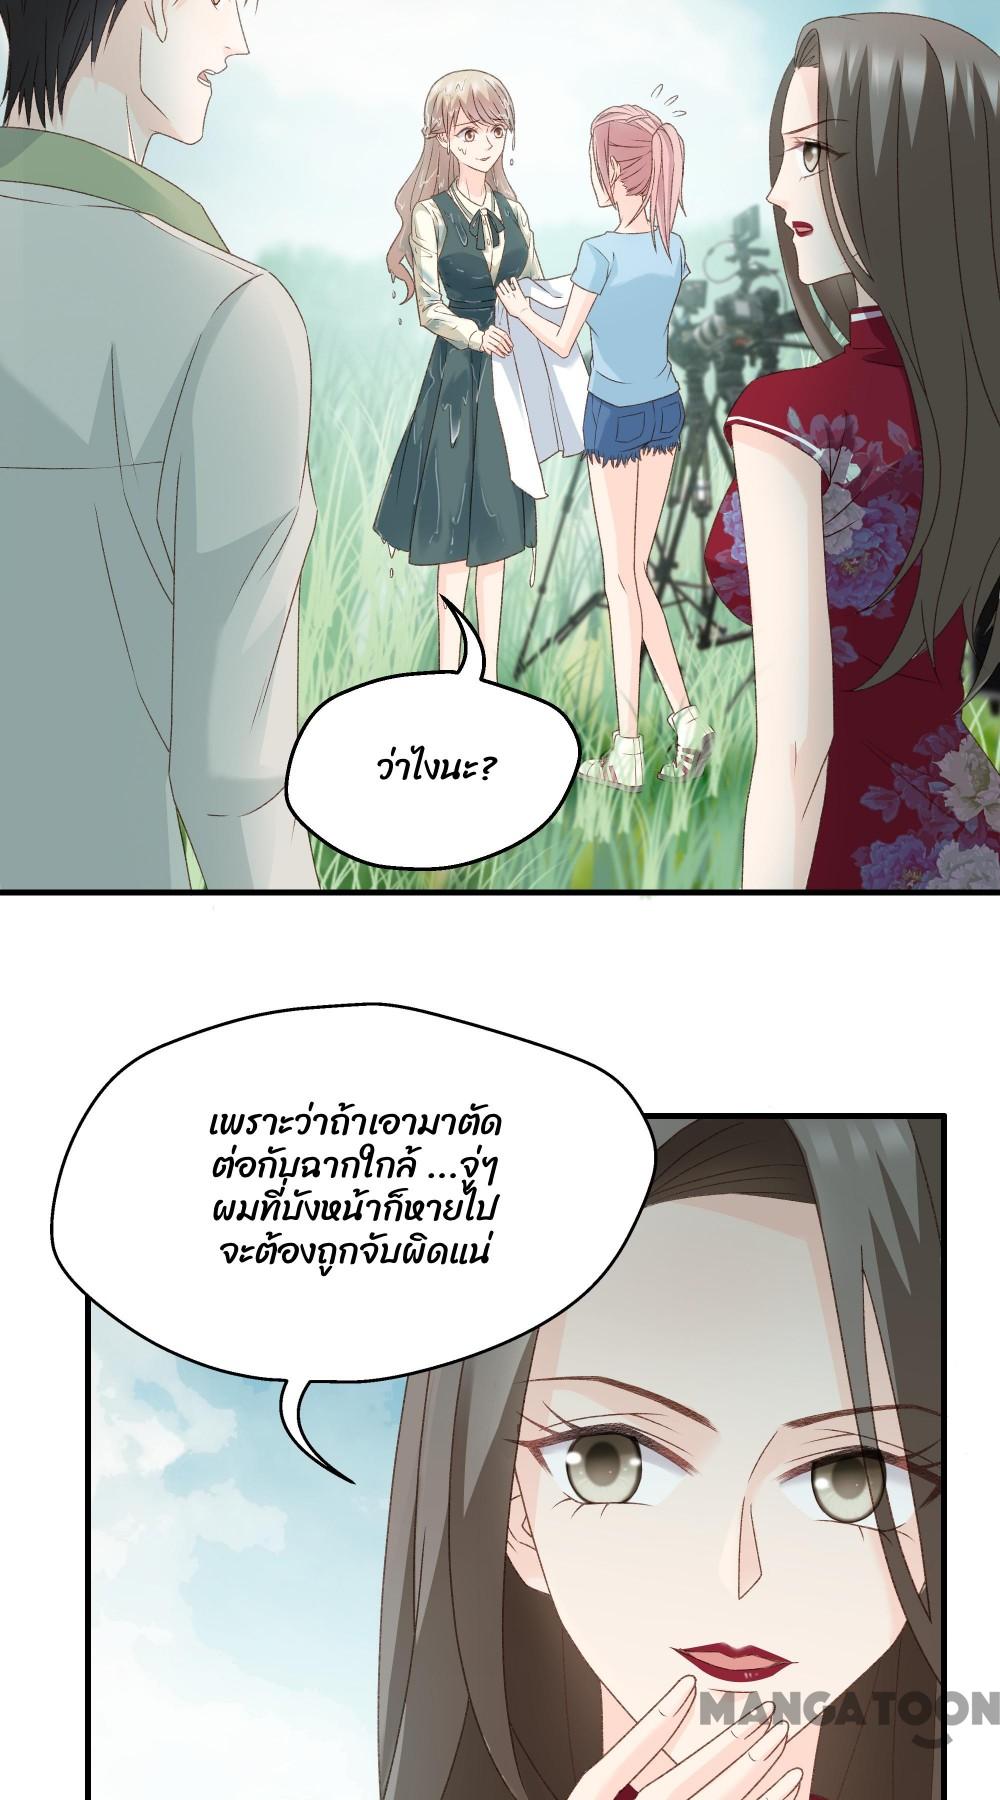 ว่าไงนะ?
เพราะว่าถ้าเอามาตัด
ต่อกับฉากใกล้ ...จู่ๆ
ผมที่บังหน้าก็หายไป
จะต้องถูกจับผิดแน่
MANGATOON